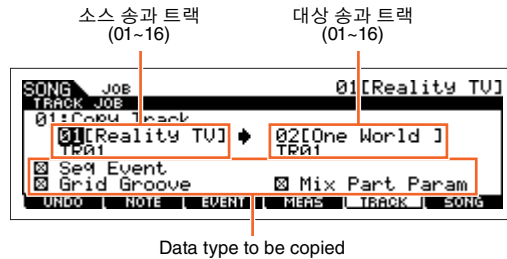 소스 송과 트랙
(01~16)
대상 송과 트랙
(01~16)
SONG JOB 01[Reality TV]
TRACK JOB
01:Copy Track
01[Reality TV] 02[One World ]
TR01 TR01
Seq Event
Grid Groove Mix Part Param
UNDO NOTE EVENT MEAS TRACK SONG
Data type to be copied